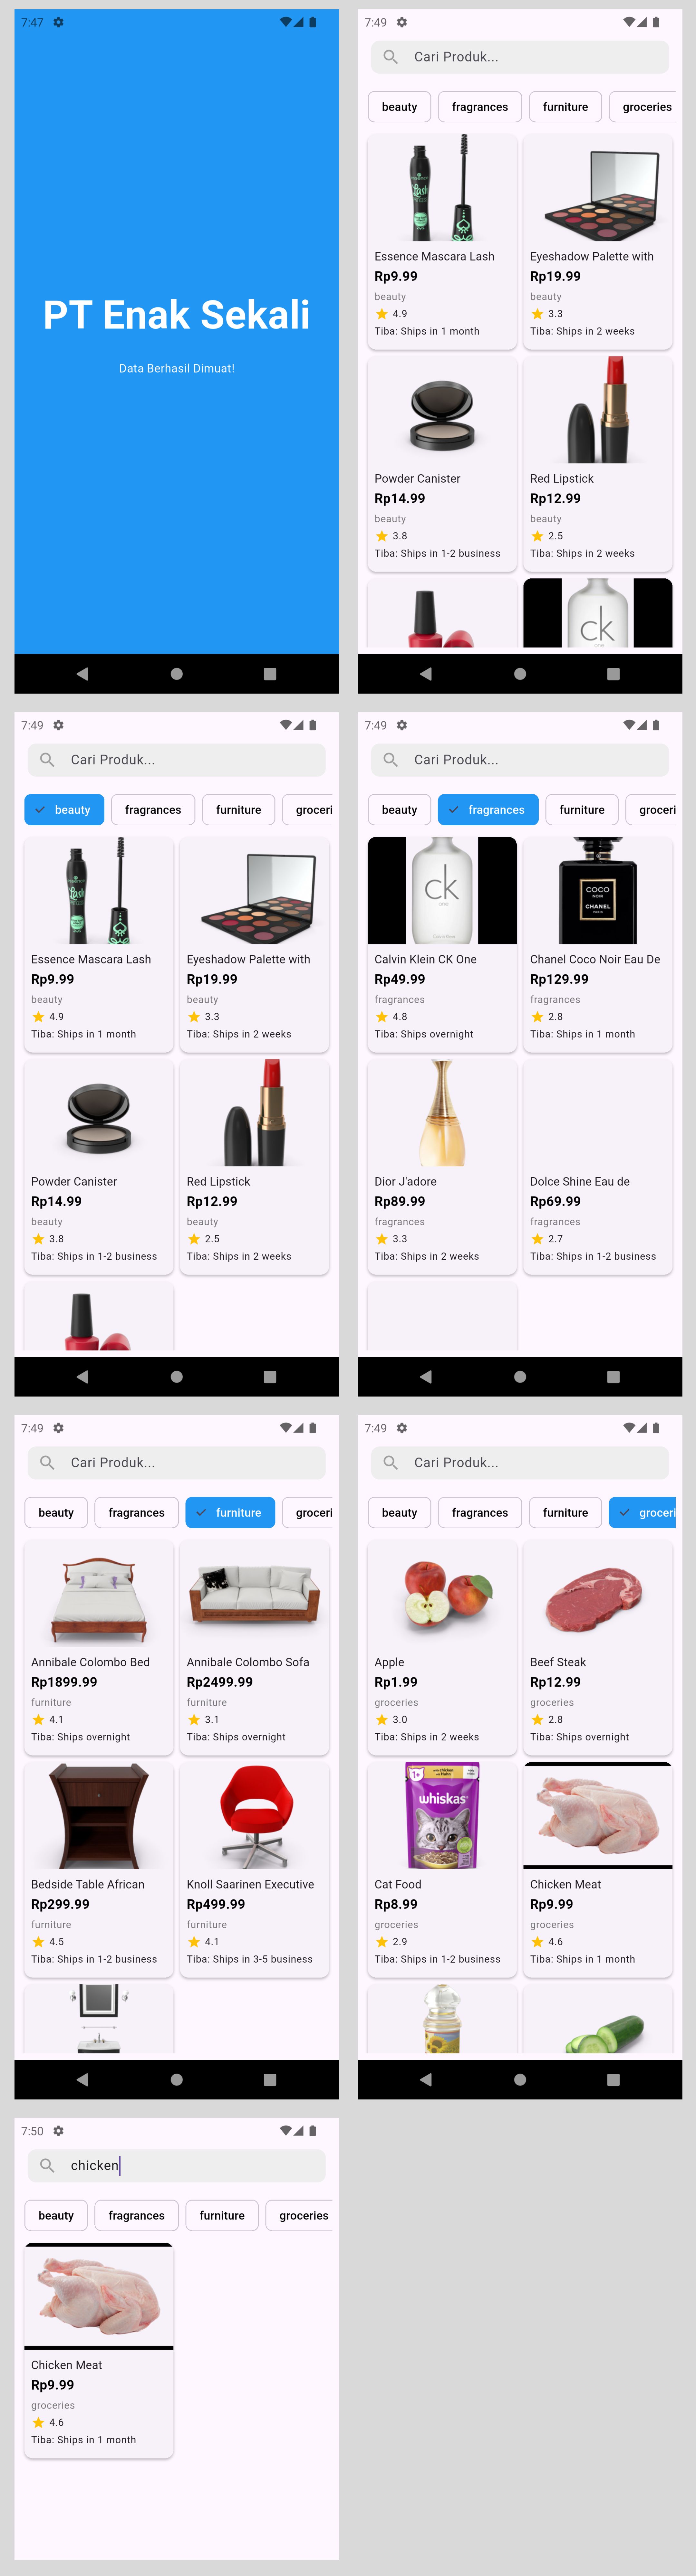 7:47
PT Enak Sekali
Data Berhasil Dimuat!
7:49
Cari Produk...
beauty fragrances furniture groceries
Essence Mascara Lash Eyeshadow Palette with
Rp9.99 Rp19.99
beauty beauty
4.9 3.3
Tiba: Ships in 1 month Tiba: Ships in 2 weeks
Powder Canister Red Lipstick
Rp14.99 Rp12.99
beauty beauty
3.8 2.5
Tiba: Ships in 1-2 business Tiba: Ships in 2 weeks
ck
7:49
Cari Produk...
beauty fragrances furniture groceri
Essence Mascara Lash Eyeshadow Palette with
Rp9.99 Rp19.99
beauty beauty
4.9 3.3
Tiba: Ships in 1 month Tiba: Ships in 2 weeks
Powder Canister Red Lipstick
Rp14.99 Rp12.99
beauty beauty
3.8 2.5
Tiba: Ships in 1-2 business Tiba: Ships in 2 weeks
7:49
Cari Produk...
beauty fragrances furniture groceri
ck
one
COCO
NOIR
CHANEL
PARIS
Calvin Klein CK One Chanel Coco Noir Eau De
Rp49.99 Rp129.99
fragrances fragrances
4.8 2.8
Tiba: Ships overnight Tiba: Ships in 1 month
Dior J'adore Dolce Shine Eau de
Rp89.99 Rp69.99
fragrances fragrances
3.3 2.7
Tiba: Ships in 2 weeks Tiba: Ships in 1-2 business
7:49
Cari Produk...
beauty fragrances furniture groceri
Annibale Colombo Bed Annibale Colombo Sofa
Rp1899.99 Rp2499.99
furniture furniture
4.1 3.1
Tiba: Ships overnight Tiba: Ships overnight
Bedside Table African Knoll Saarinen Executive
Rp299.99 Rp499.99
furniture furniture
4.5 4.1
Tiba: Ships in 1-2 business Tiba: Ships in 3-5 business
7:49
Cari Produk...
beauty fragrances furniture groceri
Apple Beef Steak
Rp1.99 Rp12.99
groceries groceries
3.0 2.8
Tiba: Ships in 2 weeks Tiba: Ships overnight
1+
whiskas
Cat Food Chicken Meat
Rp8.99 Rp9.99
groceries groceries
2.9 4.6
Tiba: Ships in 1-2 business Tiba: Ships in 1 month
7:50
chicken
beauty fragrances furniture groceries
Chicken Meat
Rp9.99
groceries
4.6
Tiba: Ships in 1 month